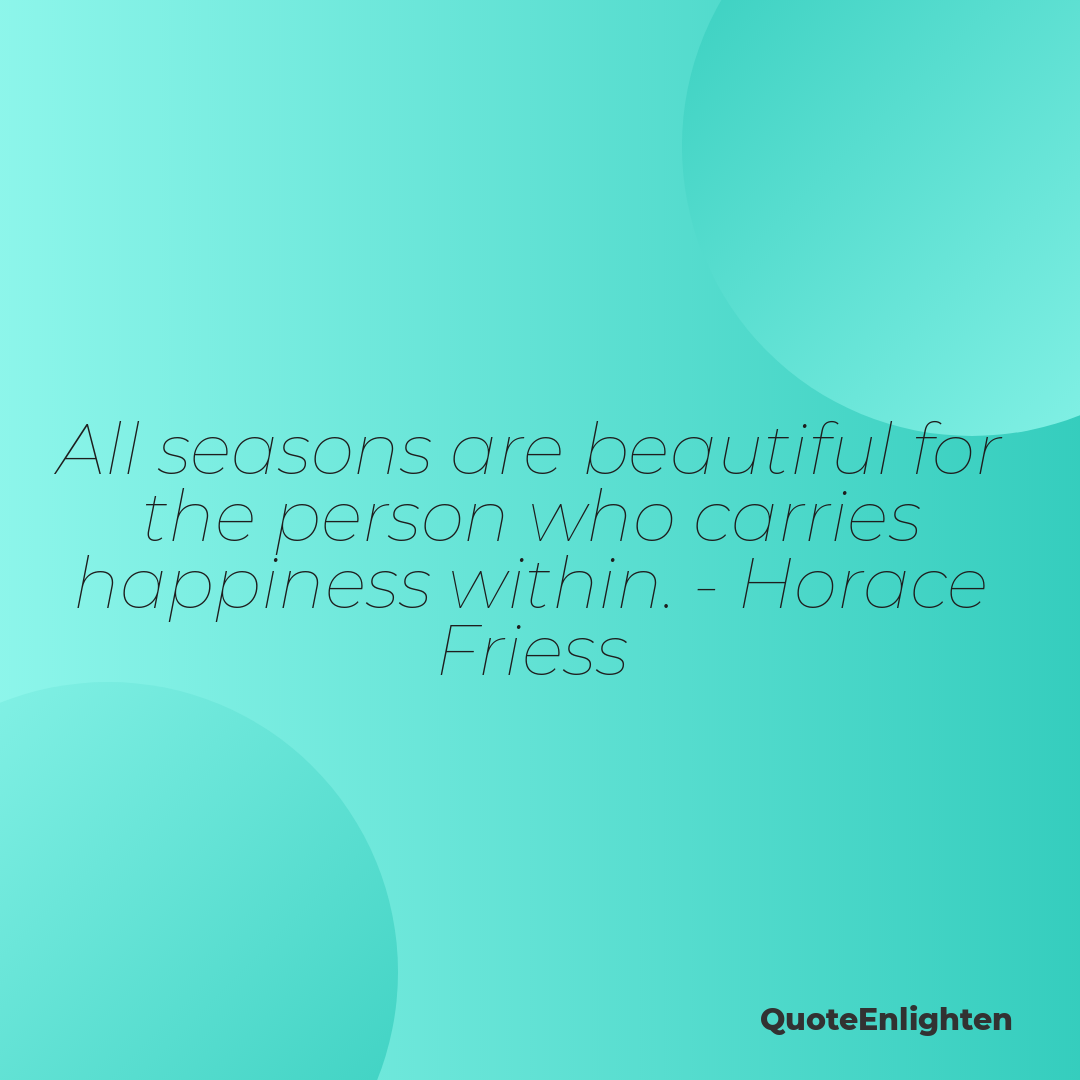 All seasons are beautiful for
the person who carries
happiness within. - Horace
Friess
QuoteEnlighten